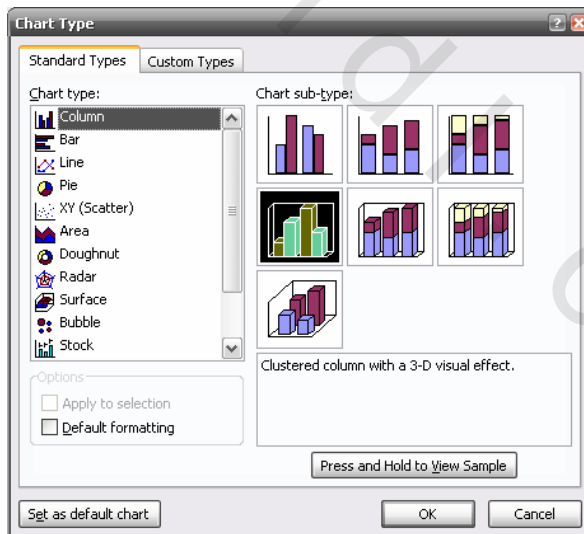 Chart Type
Standard Types
Custom Types
Chart type:
Column
Bar
Line
Pie
XY (Scatter)
Area
Doughnut
Radar
Surface
Bubble
Stock
Chart sub-type:
Clustered column with a 3-D visual effect.
Options
Apply to selection
Default formatting
Press and Hold to View Sample
Set as default chart
OK
Cancel